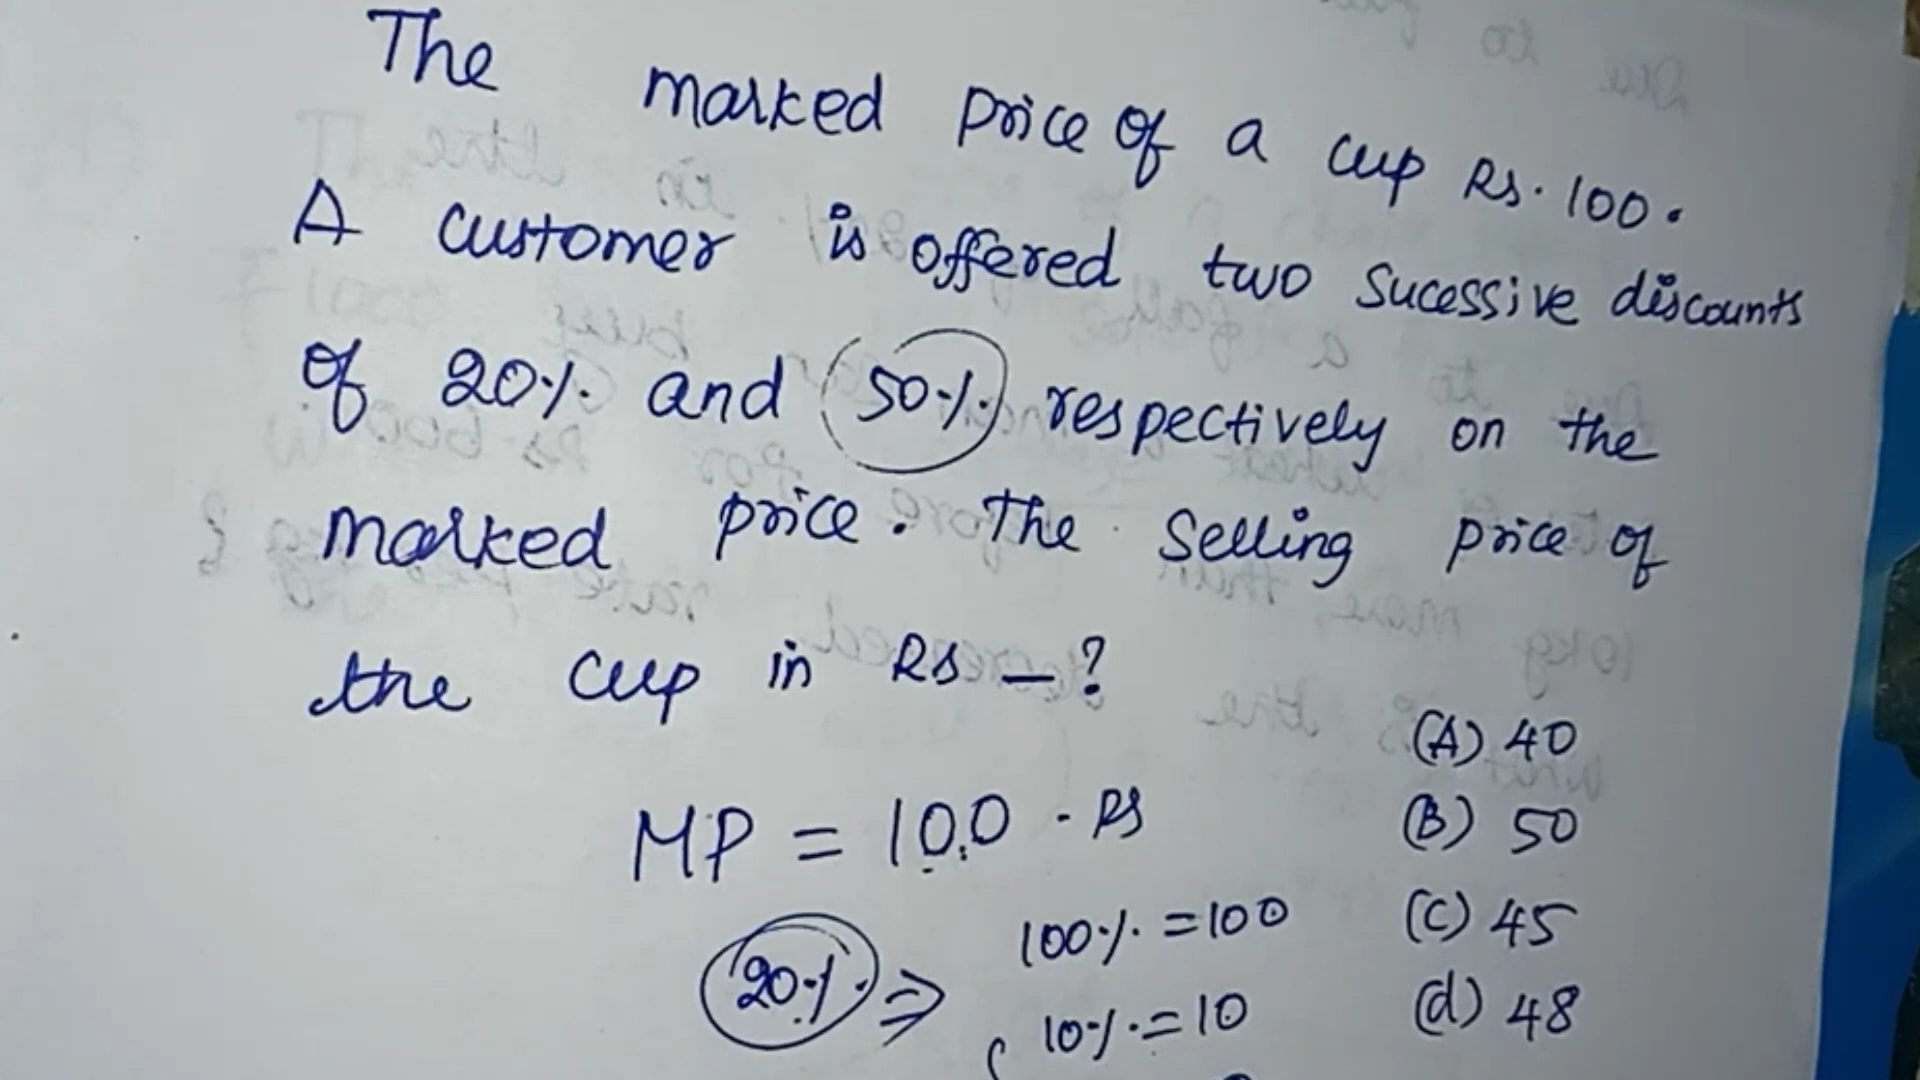 The marked price of a cup Rs. 100.
A customer is offered two sucessive discounts
of 20%. and 50%. respectively on the
marked price. The selling price of
the cup in Rs _?
(A) 40
MP = 100 . Rs
(B) 50
100%. = 100
(C) 45
20%. ⇒
10%. = 10
(d) 48